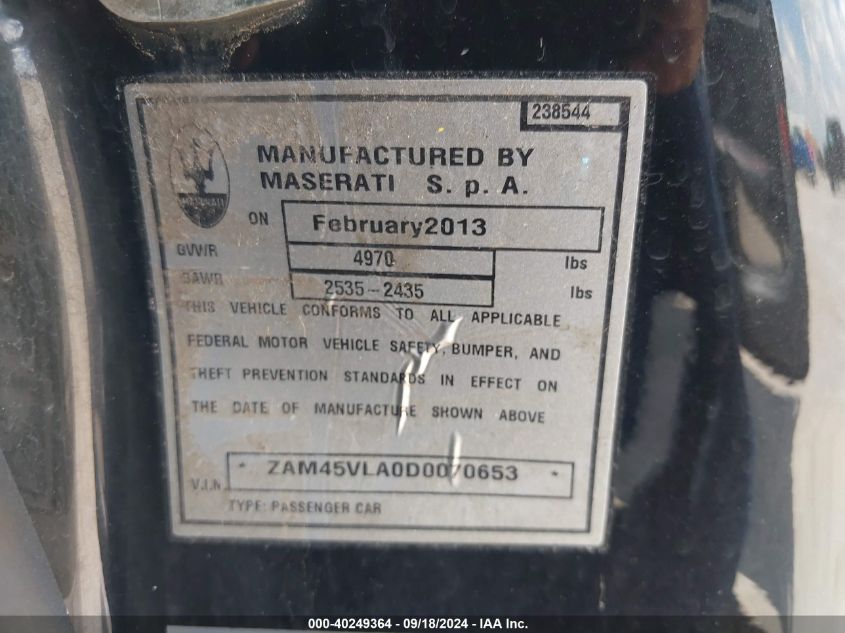 238544
MANUFACTURED BY
MASERATI S. p. A.
MASERATI
ON February2013
GVWR 4970 lbs
GAWR 2535-2435 lbs
THIS VEHICLE CONFORMS TO ALL APPLICABLE
FEDERAL MOTOR VEHICLE SAFETY, BUMPER, AND
THEFT PREVENTION STANDARDS IN EFFECT ON
THE DATE OF MANUFACTURE SHOWN ABOVE
V.I.N. * ZAM45VLA0D0070653 *
TYPE: PASSENGER CAR
000-40249364 - 09/18/2024 - IAA Inc.